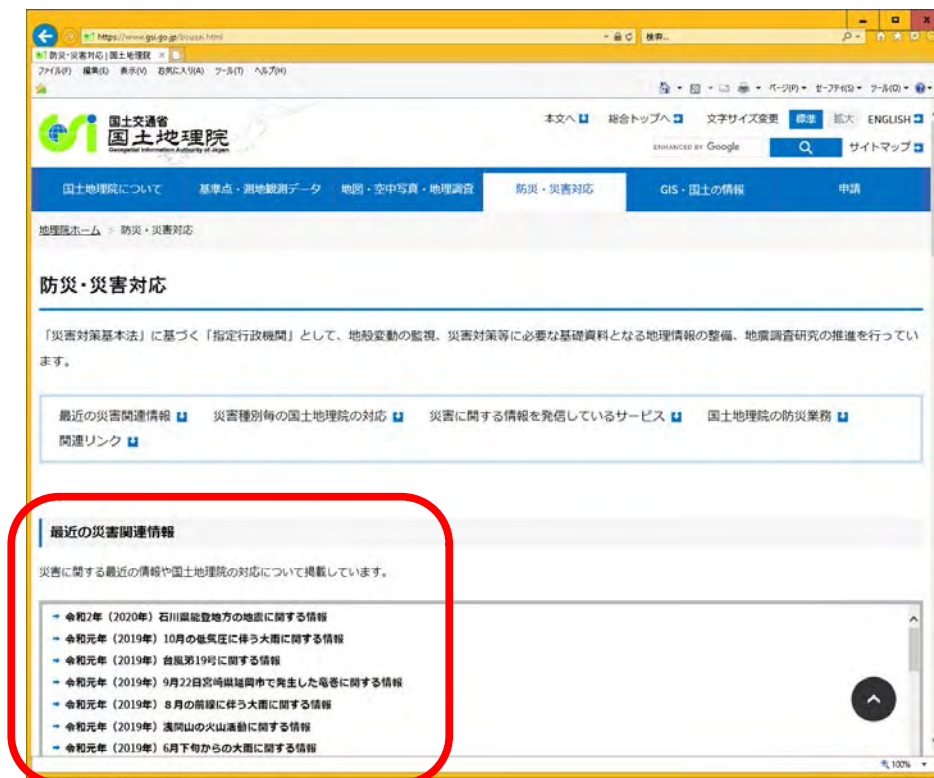 https://www.gsi.go.jp/bousai.html
検索...
防災・災害対応|国土地理院
ファイル(F) 編集(E) 表示(V) お気に入り(A) ツール(T) ヘルプ(H)
ページ(P) セーフティ(S) ツール(O)
国土交通省
国土地理院
Geospatial Information Authority of Japan
本文へ 総合トップへ 文字サイズ変更 標準 拡大 ENGLISH
ENHANCED BY Google サイトマップ
国土地理院について 基準点・測地観測データ 地図・空中写真・地理調査 防災・災害対応 GIS・国土の情報 申請
地理院ホーム > 防災・災害対応
防災・災害対応
「災害対策基本法」に基づく「指定行政機関」として、地殻変動の監視、災害対策等に必要な基礎資料となる地理情報の整備、地震調査研究の推進を行ってい
ます。
最近の災害関連情報 災害種別毎の国土地理院の対応 災害に関する情報を発信しているサービス 国土地理院の防災業務
関連リンク
最近の災害関連情報
災害に関する最近の情報や国土地理院の対応について掲載しています。
令和2年(2020年)石川県能登地方の地震に関する情報
令和元年(2019年)10月の低気圧に伴う大雨に関する情報
令和元年(2019年)台風第19号に関する情報
令和元年(2019年)9月22日宮崎県延岡市で発生した竜巻に関する情報
令和元年(2019年)8月の前線に伴う大雨に関する情報
令和元年(2019年)浅間山の火山活動に関する情報
令和元年(2019年)6月下旬からの大雨に関する情報
100%